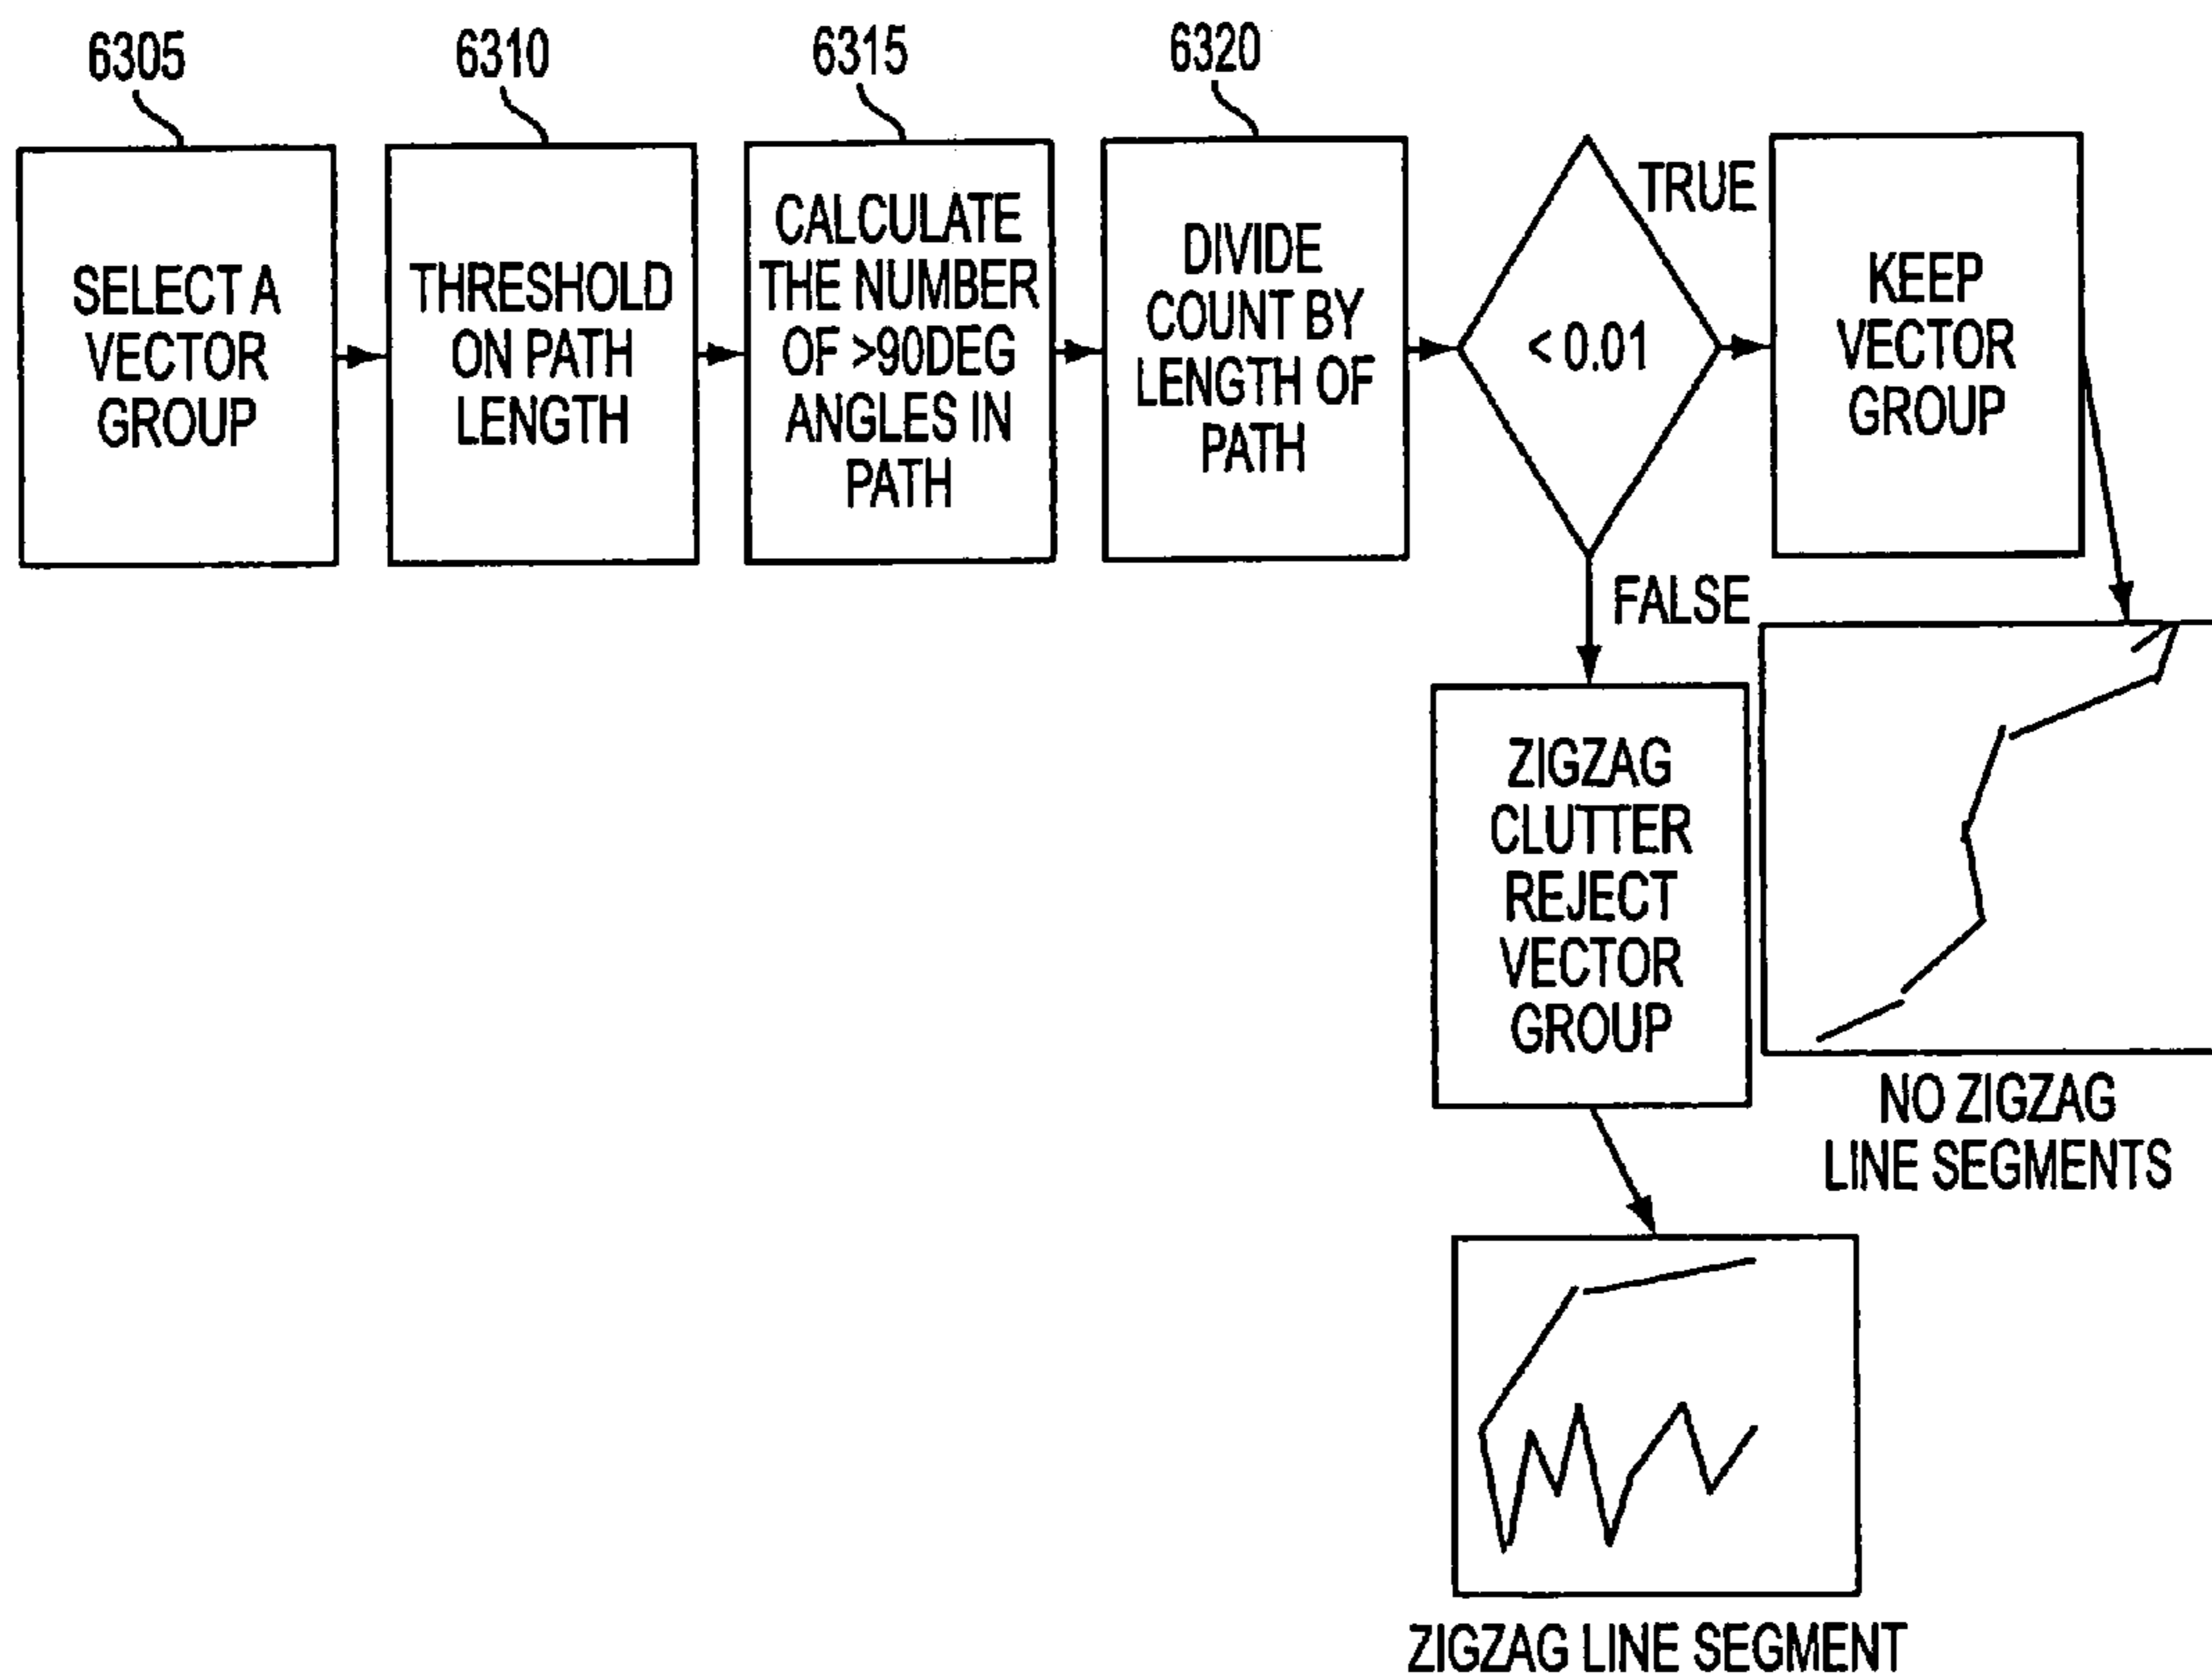 6305
6310
6315
6320
SELECT A
VECTOR
GROUP
THRESHOLD
ON PATH
LENGTH
CALCULATE
THE NUMBER
OF >90DEG
ANGLES IN
PATH
DIVIDE
COUNT BY
LENGTH OF
PATH
< 0.01
TRUE
KEEP
VECTOR
GROUP
FALSE
ZIGZAG
CLUTTER
REJECT
VECTOR
GROUP
NO ZIGZAG
LINE SEGMENTS
ZIGZAG LINE SEGMENT